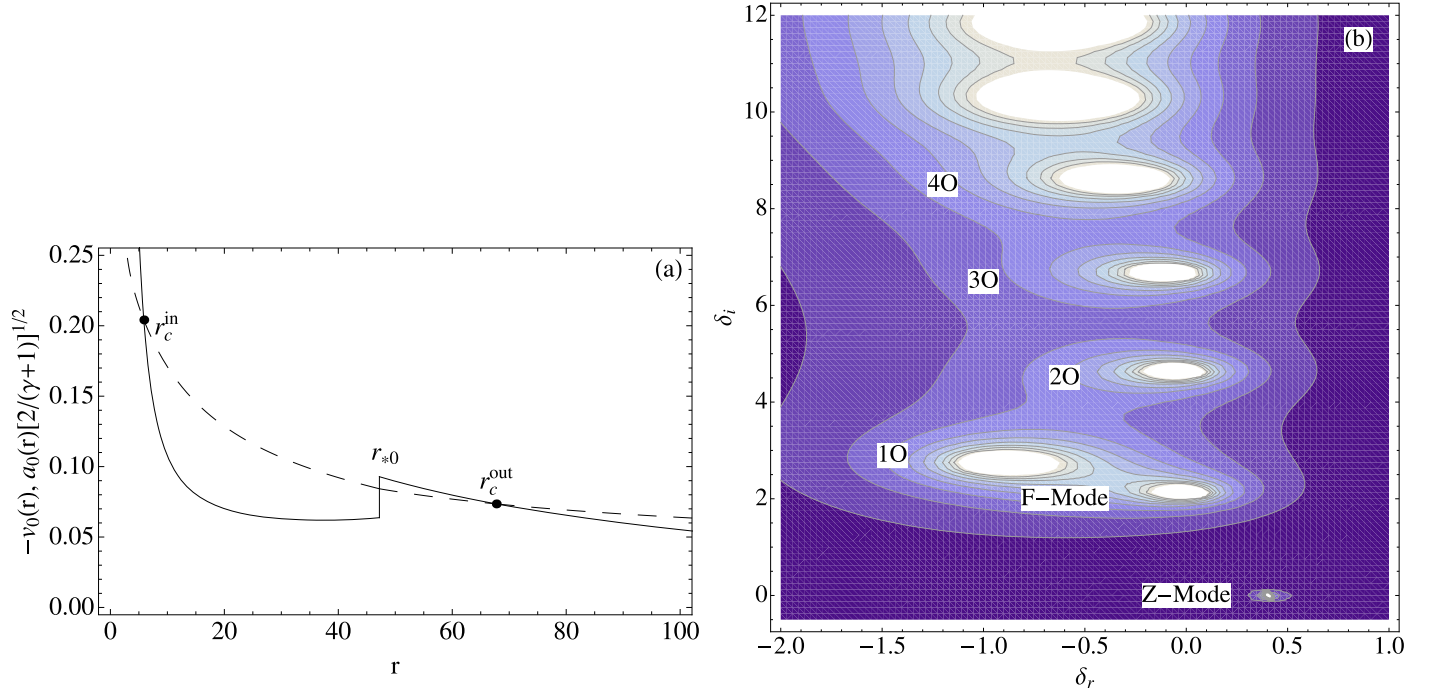 (a)
−v₀(r), a₀(r)[2/(γ+1)]^{1/2}
0.25
0.20
0.15
0.10
0.05
0.00
r_c^{in}
r_{*0}
r_c^{out}
0 20 40 60 80 100
r
(b)
δ_i
12
10
8
6
4
2
0
4O
3O
2O
1O
F−Mode
Z−Mode
−2.0 −1.5 −1.0 −0.5 0.0 0.5 1.0
δ_r